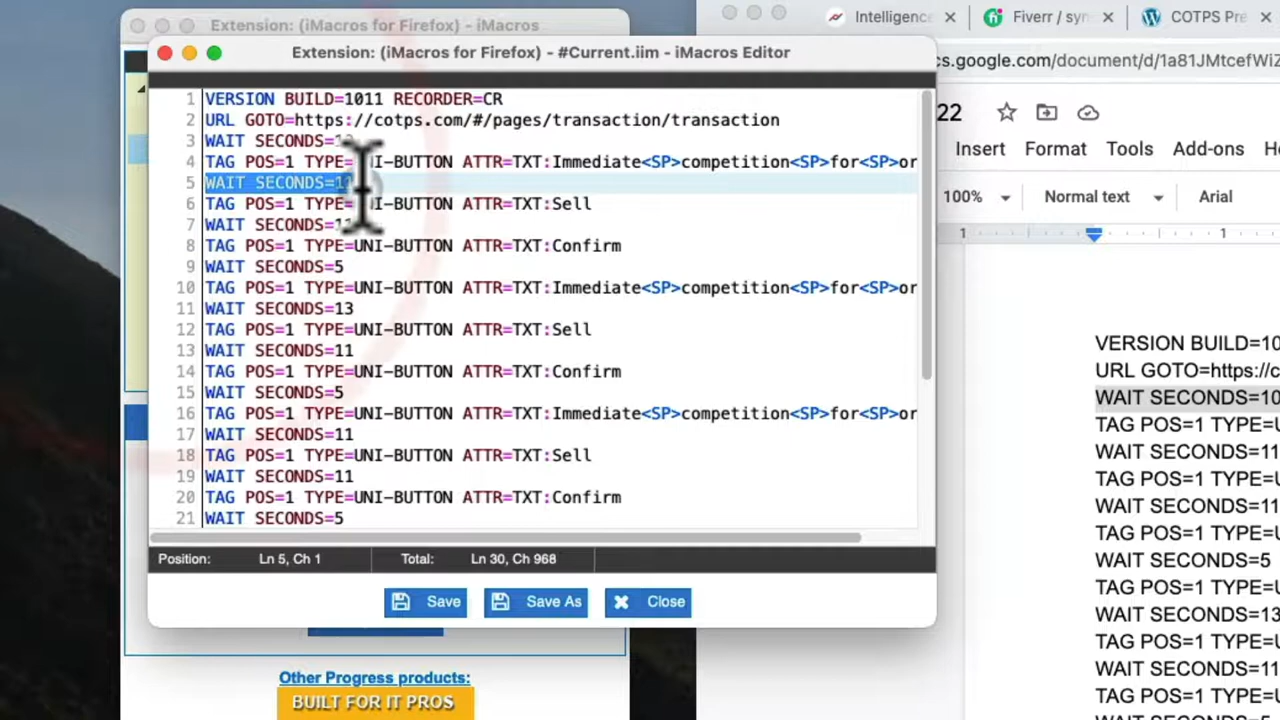 Extension: (iMacros for Firefox) - iMacros
Extension: (iMacros for Firefox) - #Current.iim - iMacros Editor
1 VERSION BUILD=1011 RECORDER=CR
2 URL GOTO=https://cotps.com/#/pages/transaction/transaction
3 WAIT SECONDS=
4 TAG POS=1 TYPE=UNI-BUTTON ATTR=TXT:Immediate<SP>competition<SP>for<SP>or
5 WAIT SECONDS=11
6 TAG POS=1 TYPE=UNI-BUTTON ATTR=TXT:Sell
7 WAIT SECONDS=11
8 TAG POS=1 TYPE=UNI-BUTTON ATTR=TXT:Confirm
9 WAIT SECONDS=5
10 TAG POS=1 TYPE=UNI-BUTTON ATTR=TXT:Immediate<SP>competition<SP>for<SP>or
11 WAIT SECONDS=13
12 TAG POS=1 TYPE=UNI-BUTTON ATTR=TXT:Sell
13 WAIT SECONDS=11
14 TAG POS=1 TYPE=UNI-BUTTON ATTR=TXT:Confirm
15 WAIT SECONDS=5
16 TAG POS=1 TYPE=UNI-BUTTON ATTR=TXT:Immediate<SP>competition<SP>for<SP>or
17 WAIT SECONDS=11
18 TAG POS=1 TYPE=UNI-BUTTON ATTR=TXT:Sell
19 WAIT SECONDS=11
20 TAG POS=1 TYPE=UNI-BUTTON ATTR=TXT:Confirm
21 WAIT SECONDS=5
Position: Ln 5, Ch 1 Total: Ln 30, Ch 968
Save Save As Close
Other Progress products:
BUILT FOR IT PROS
Intelligence Fiverr / syn COTPS Pre
cs.google.com/document/d/1a81JMtcefWiZ
22
Insert Format Tools Add-ons
100% Normal text Arial
1 1
VERSION BUILD=10
URL GOTO=https://c
WAIT SECONDS=10
TAG POS=1 TYPE=U
WAIT SECONDS=11
TAG POS=1 TYPE=U
WAIT SECONDS=11
TAG POS=1 TYPE=U
WAIT SECONDS=5
TAG POS=1 TYPE=U
WAIT SECONDS=13
TAG POS=1 TYPE=U
WAIT SECONDS=11
TAG POS=1 TYPE=U
WAIT SECONDS=5